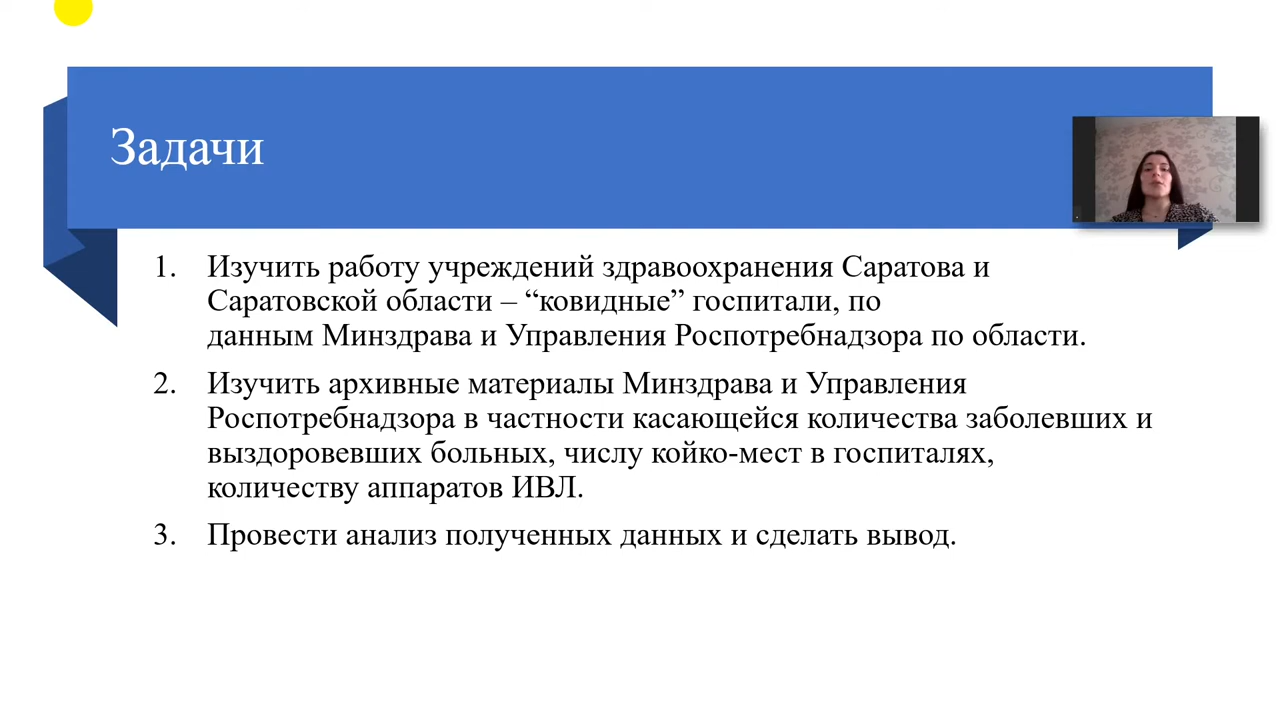 Задачи
1. Изучить работу учреждений здравоохранения Саратова и
Саратовской области – “ковидные” госпитали, по
данным Минздрава и Управления Роспотребнадзора по области.
2. Изучить архивные материалы Минздрава и Управления
Роспотребнадзора в частности касающейся количества заболевших и
выздоровевших больных, числу койко-мест в госпиталях,
количеству аппаратов ИВЛ.
3. Провести анализ полученных данных и сделать вывод.